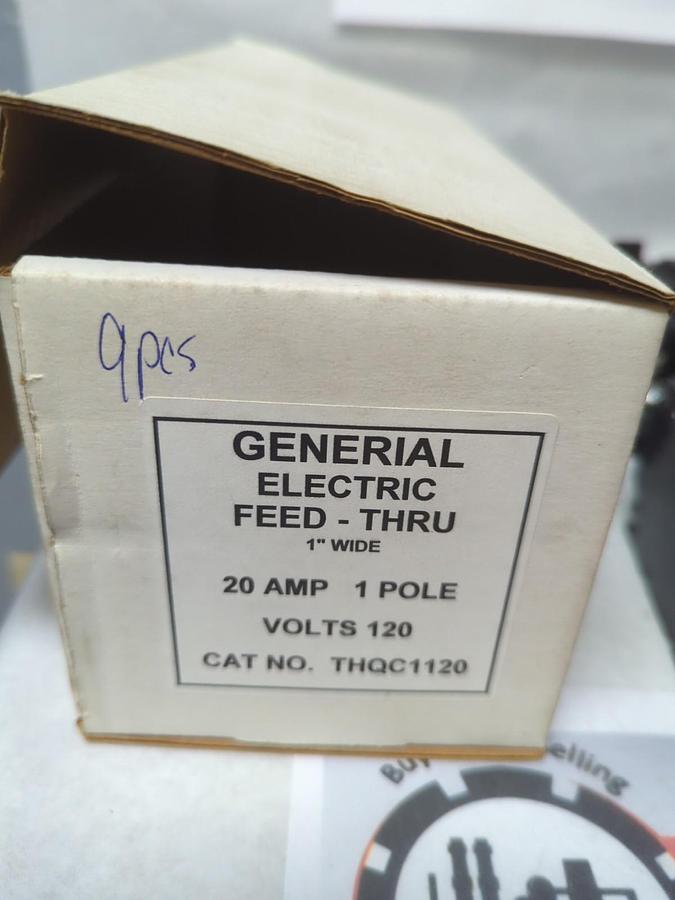 9pcs
GENERIAL
ELECTRIC
FEED - THRU
1" WIDE
20 AMP 1 POLE
VOLTS 120
CAT NO. THQC1120